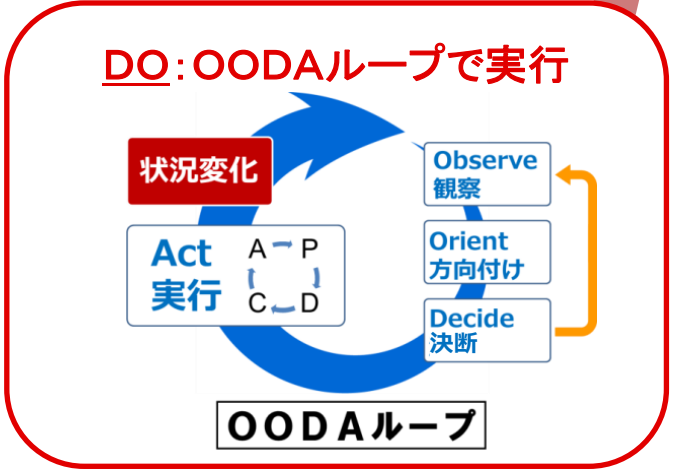 DO：OODAループで実行
状況変化
Observe
観察
Orient
方向付け
Decide
決断
Act
実行
A P
C D
OODAループ